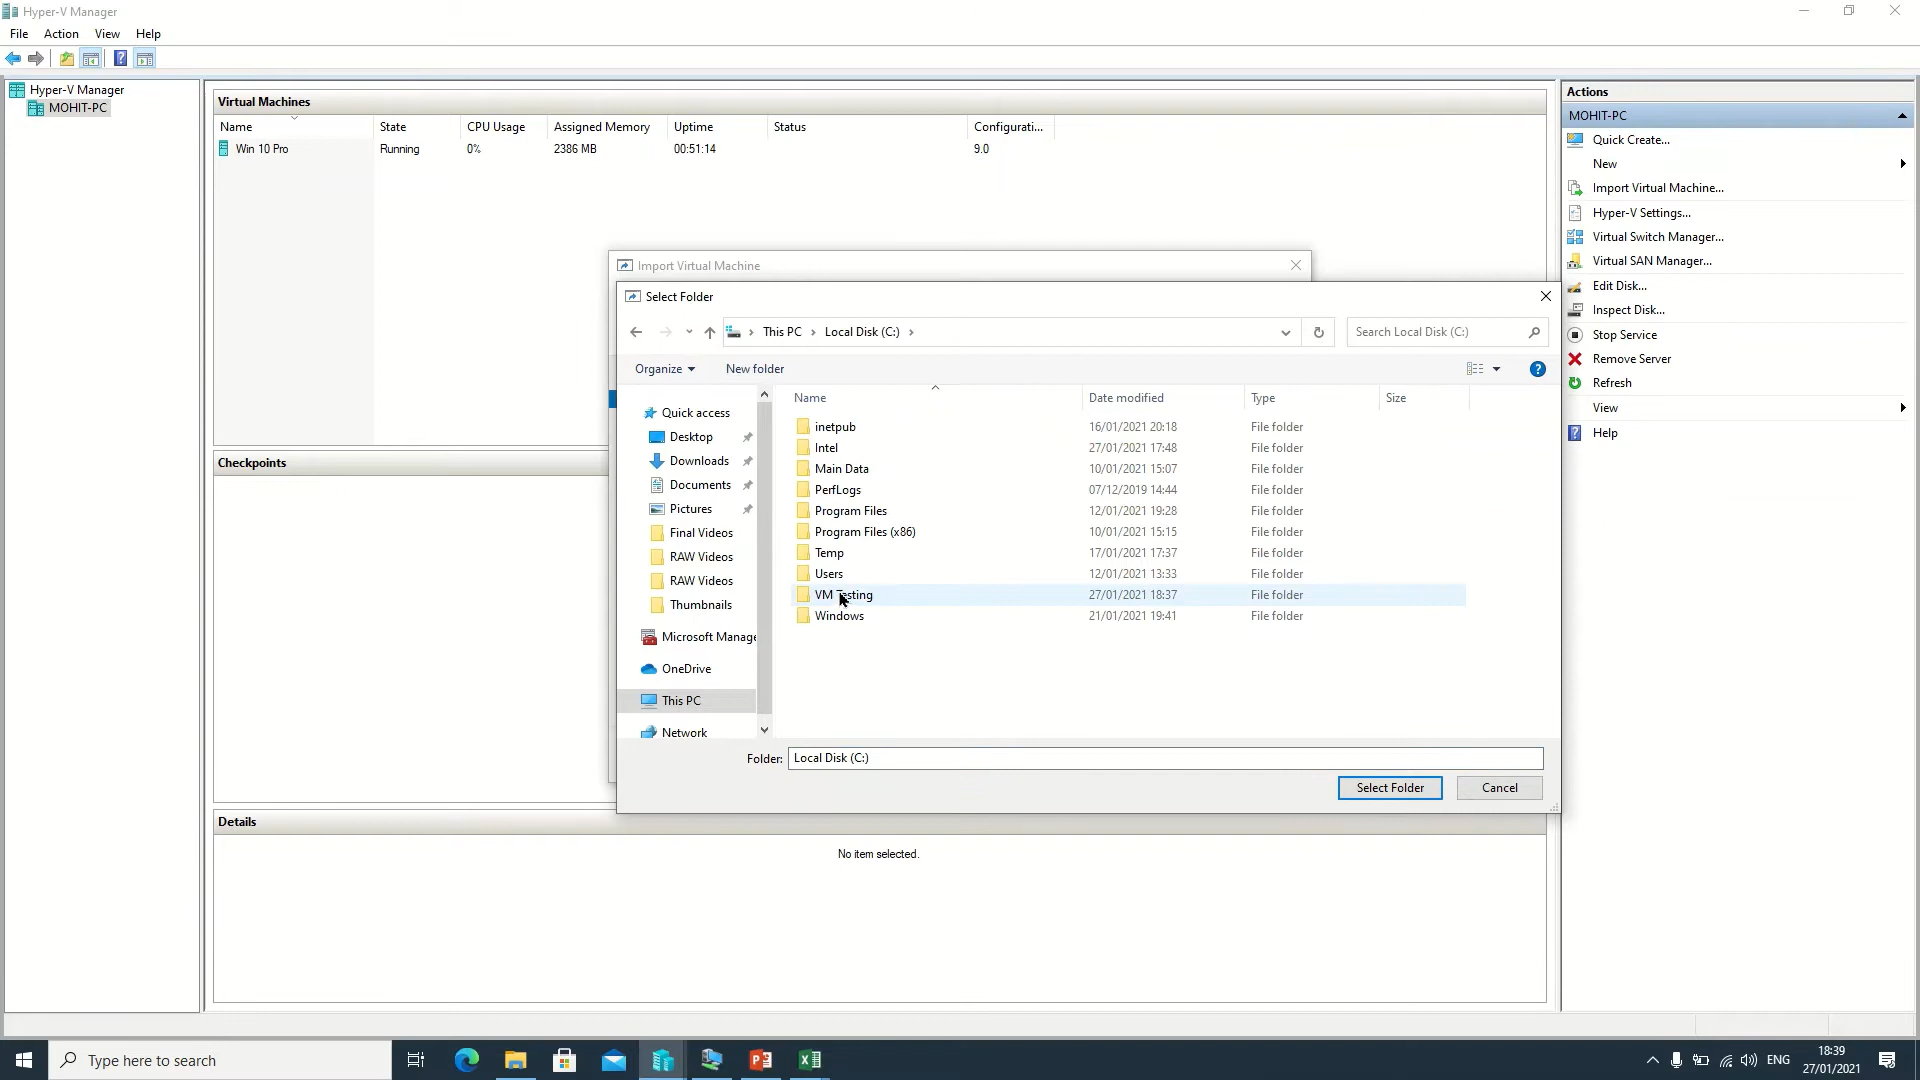 Hyper-V Manager
File Action View Help
Hyper-V Manager
MOHIT-PC
Virtual Machines
Name State CPU Usage Assigned Memory Uptime Status Configurati...
Win 10 Pro Running 0% 2386 MB 00:51:14 9.0
Checkpoints
Details
No item selected.
Import Virtual Machine
Select Folder
This PC > Local Disk (C:) >
Search Local Disk (C:)
Organize New folder
Quick access
Desktop
Downloads
Documents
Pictures
Final Videos
RAW Videos
RAW Videos
Thumbnails
Microsoft Manage
OneDrive
This PC
Network
Name Date modified Type Size
inetpub 16/01/2021 20:18 File folder
Intel 27/01/2021 17:48 File folder
Main Data 10/01/2021 15:07 File folder
PerfLogs 07/12/2019 14:44 File folder
Program Files 12/01/2021 19:28 File folder
Program Files (x86) 10/01/2021 15:15 File folder
Temp 17/01/2021 17:37 File folder
Users 12/01/2021 13:33 File folder
VM Testing 27/01/2021 18:37 File folder
Windows 21/01/2021 19:41 File folder
Folder: Local Disk (C:)
Select Folder Cancel
Actions
MOHIT-PC
Quick Create...
New
Import Virtual Machine...
Hyper-V Settings...
Virtual Switch Manager...
Virtual SAN Manager...
Edit Disk...
Inspect Disk...
Stop Service
Remove Server
Refresh
View
Help
Type here to search
ENG
18:39
27/01/2021